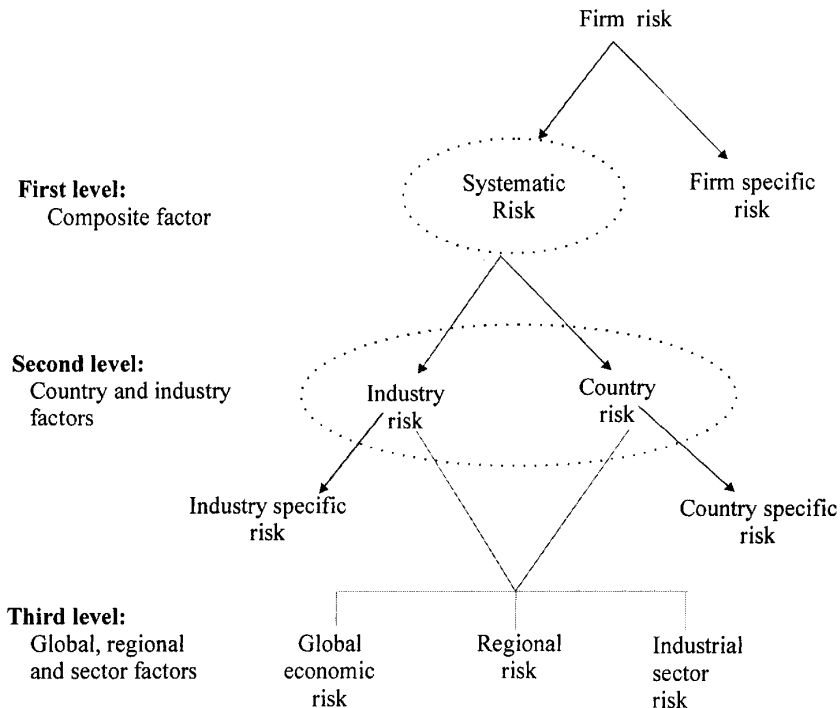 Firm risk
First level:
Composite factor
Systematic
Risk
Firm specific
risk
Second level:
Country and industry
factors
Industry
risk
Country
risk
Industry specific
risk
Country specific
risk
Third level:
Global, regional
and sector factors
Global
economic
risk
Regional
risk
Industrial
sector
risk